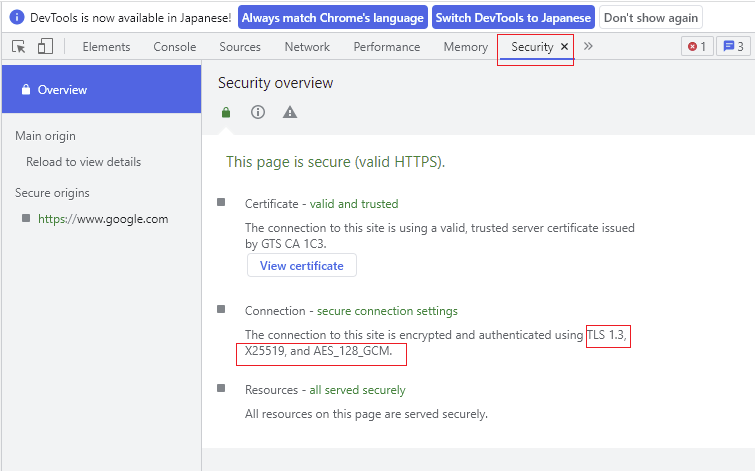 DevTools is now available in Japanese! Always match Chrome's language Switch DevTools to Japanese Don't show again
Elements Console Sources Network Performance Memory Security × » 1 3
Overview
Main origin
Reload to view details
Secure origins
https://www.google.com
Security overview
This page is secure (valid HTTPS).
Certificate - valid and trusted
The connection to this site is using a valid, trusted server certificate issued
by GTS CA 1C3.
View certificate
Connection - secure connection settings
The connection to this site is encrypted and authenticated using TLS 1.3,
X25519, and AES_128_GCM.
Resources - all served securely
All resources on this page are served securely.